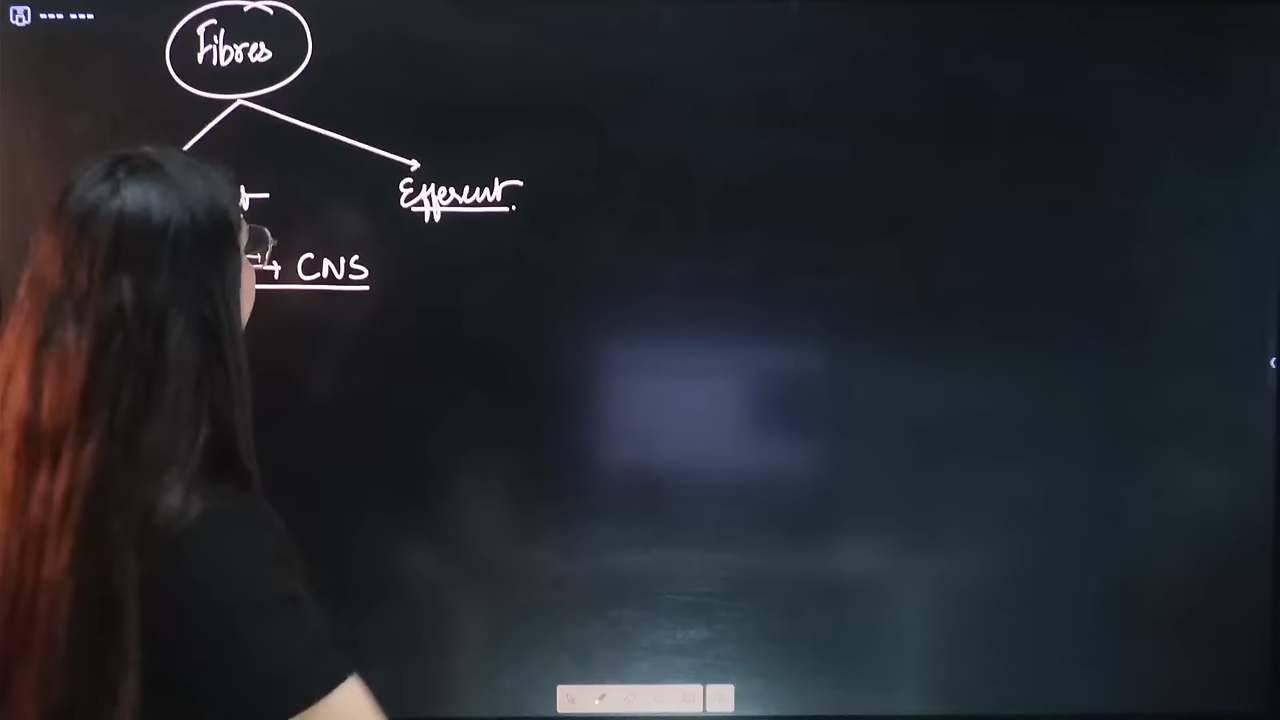 Fibres
Efferent.
→ CNS